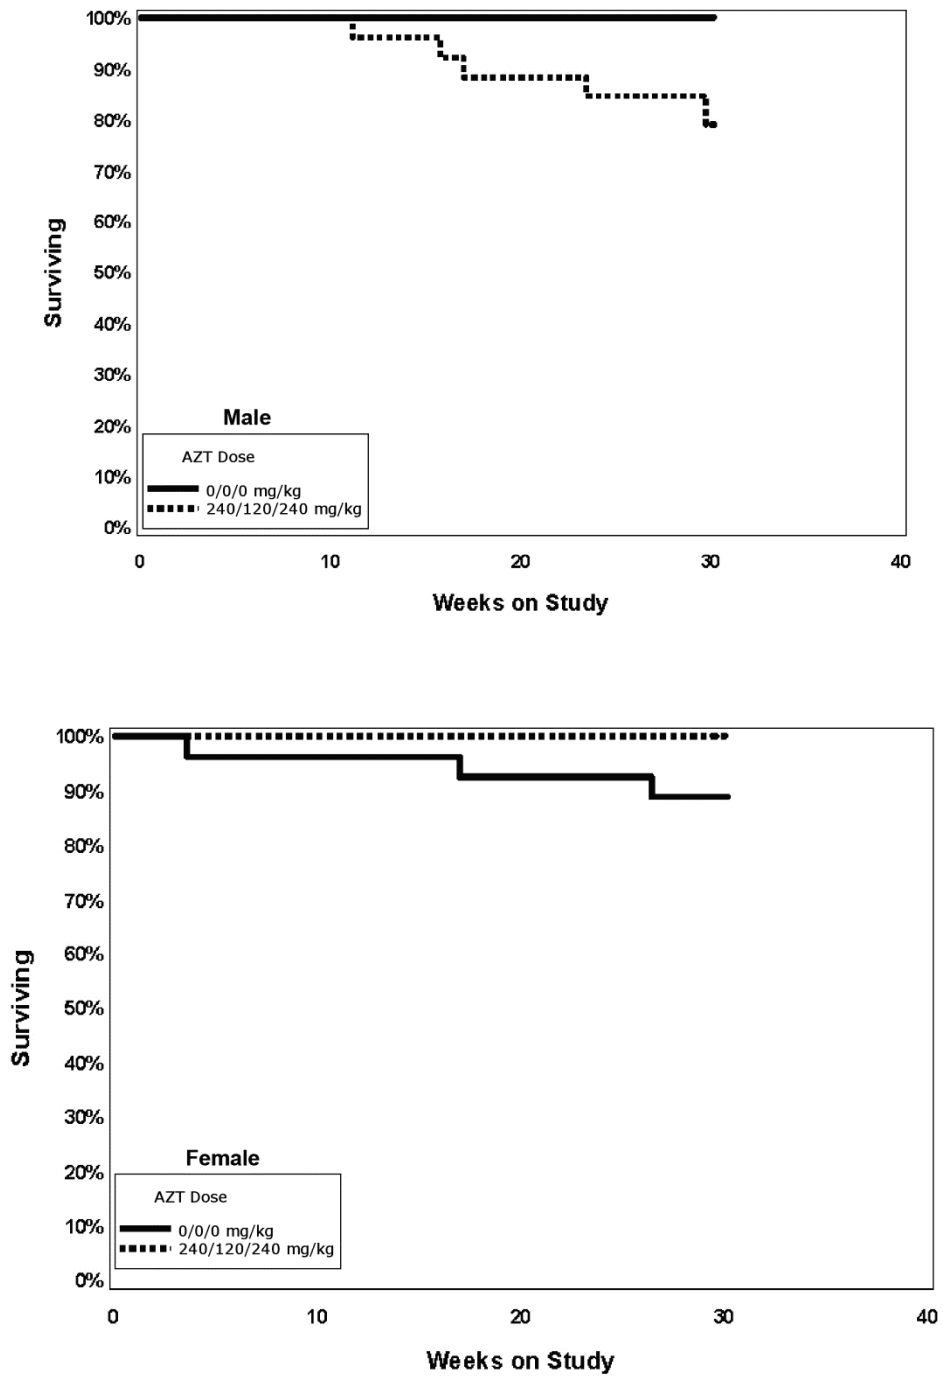 100%
90%
80%
70%
60%
50%
40%
30%
20%
10%
0%
Surviving
Male
AZT Dose
0/0/0 mg/kg
240/120/240 mg/kg
0 10 20 30 40
Weeks on Study
100%
90%
80%
70%
60%
50%
40%
30%
20%
10%
0%
Surviving
Female
AZT Dose
0/0/0 mg/kg
240/120/240 mg/kg
0 10 20 30 40
Weeks on Study